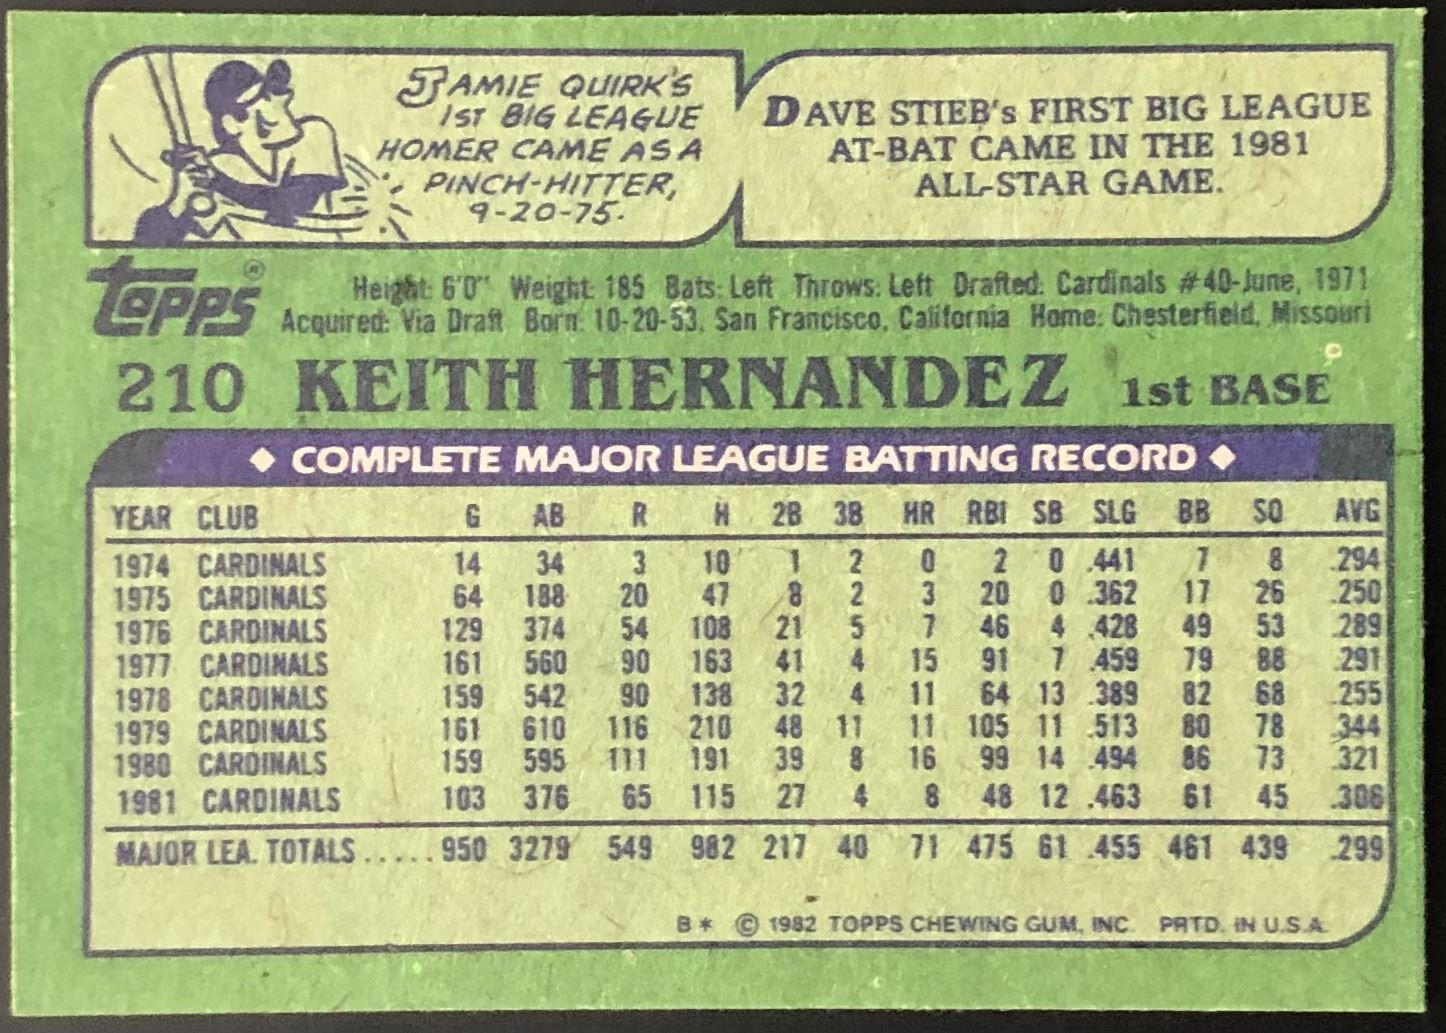 JAMIE QUIRK'S
1ST BIG LEAGUE
HOMER CAME AS A
PINCH-HITTER,
9-20-75.
DAVE STIEB's FIRST BIG LEAGUE
AT-BAT CAME IN THE 1981
ALL-STAR GAME.
Topps®
Height: 6'0" Weight: 185 Bats: Left Throws: Left Drafted: Cardinals #40-June, 1971
Acquired: Via Draft Born: 10-20-53, San Francisco, California Home: Chesterfield, Missouri
210 KEITH HERNANDEZ 1st BASE
◆ COMPLETE MAJOR LEAGUE BATTING RECORD ◆
YEAR CLUB G AB R H 2B 3B HR RBI SB SLG BB SO AVG
1974 CARDINALS 14 34 3 10 1 2 0 2 0 .441 7 8 .294
1975 CARDINALS 64 188 20 47 8 2 3 20 0 .362 17 26 .250
1976 CARDINALS 129 374 54 108 21 5 7 46 4 .428 49 53 .289
1977 CARDINALS 161 560 90 163 41 4 15 91 7 .459 79 88 .291
1978 CARDINALS 159 542 90 138 32 4 11 64 13 .389 82 68 .255
1979 CARDINALS 161 610 116 210 48 11 11 105 11 .513 80 78 .344
1980 CARDINALS 159 595 111 191 39 8 16 99 14 .494 86 73 .321
1981 CARDINALS 103 376 65 115 27 4 8 48 12 .463 61 45 .306
MAJOR LEA. TOTALS ..... 950 3279 549 982 217 40 71 475 61 .455 461 439 .299
B* © 1982 TOPPS CHEWING GUM, INC. PRTD. IN U.S.A.